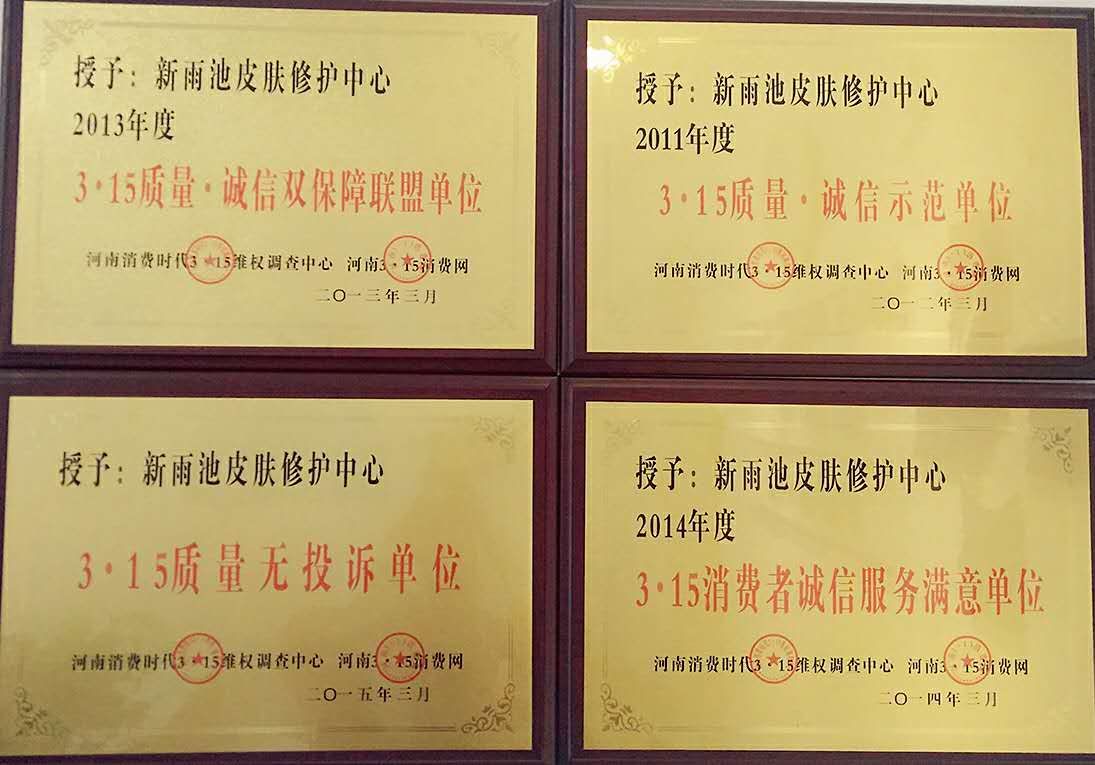 授予：新雨池皮肤修护中心
2013年度
3·15质量·诚信双保障联盟单位
河南消费时代3·15维权调查中心 河南3·15消费网
二〇一三年三月
授予：新雨池皮肤修护中心
2011年度
3·15质量·诚信示范单位
河南消费时代3·15维权调查中心 河南3·15消费网
二〇一二年三月
授予：新雨池皮肤修护中心
3·15质量无投诉单位
河南消费时代3·15维权调查中心 河南3·15消费网
二〇一五年三月
授予：新雨池皮肤修护中心
2014年度
3·15消费者诚信服务满意单位
河南消费时代3·15维权调查中心 河南3·15消费网
二〇一四年三月